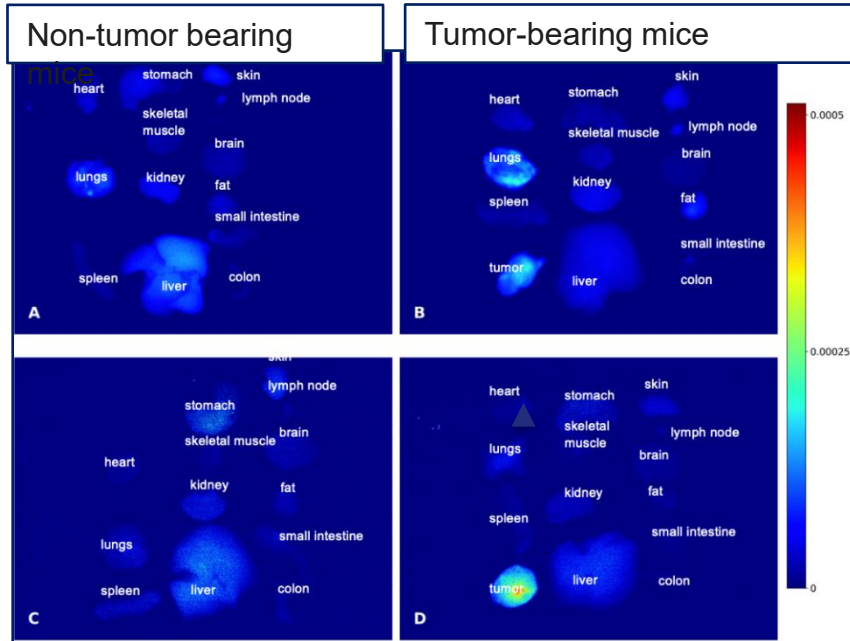 Non-tumor bearing
mice
Tumor-bearing mice
stomach
skin
heart
lymph node
skeletal
muscle
brain
lungs
kidney
fat
small intestine
spleen
liver
colon
A
skin
heart
stomach
lymph node
skeletal muscle
lungs
brain
kidney
spleen
fat
small intestine
tumor
liver
colon
B
skin
lymph node
stomach
brain
skeletal muscle
heart
kidney
fat
small intestine
lungs
spleen
liver
colon
C
skin
heart
stomach
skeletal
muscle
lymph node
lungs
brain
kidney
fat
spleen
small intestine
tumor
liver
colon
D
0.0005
0.00025
0